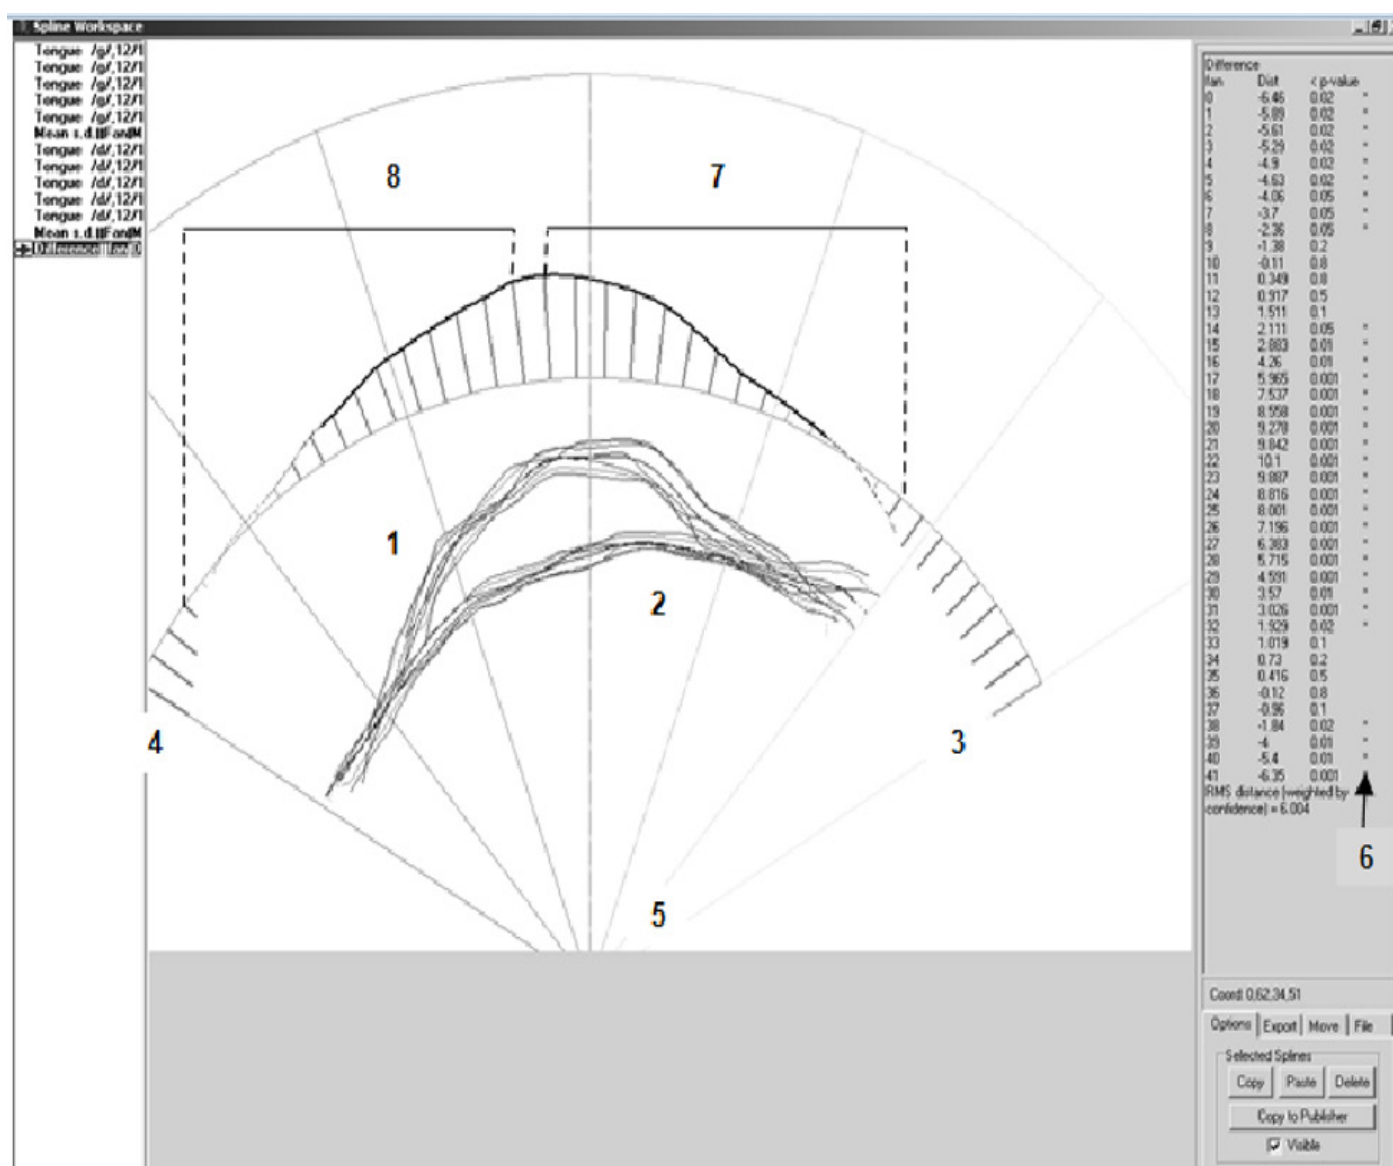 Spline Workspace
Tongue /g/,12/1
Tongue /g/,12/1
Tongue /g/,12/1
Tongue /g/,12/1
Tongue /g/,12/1
Mean s.d.||Fan|M
Tongue /d/,12/1
Tongue /d/,12/1
Tongue /d/,12/1
Tongue /d/,12/1
Tongue /d/,12/1
Mean s.d.||Fan|M
Difference
8
7
1
2
4
3
5
Difference
fan Dist < p-value
0 -6.46 0.02 *
1 -5.89 0.02 *
2 -5.61 0.02 *
3 -5.29 0.02 *
4 -4.9 0.02 *
5 -4.63 0.02 *
6 -4.06 0.05 *
7 -3.7 0.05 *
8 -2.36 0.05 *
9 -1.38 0.2
10 -0.11 0.8
11 0.349 0.8
12 0.917 0.5
13 1.511 0.1
14 2.111 0.05 *
15 2.883 0.01 *
16 4.26 0.01 *
17 5.965 0.001 *
18 7.537 0.001 *
19 8.958 0.001 *
20 9.278 0.001 *
21 9.842 0.001 *
22 10.1 0.001 *
23 9.887 0.001 *
24 8.816 0.001 *
25 8.001 0.001 *
26 7.196 0.001 *
27 6.383 0.001 *
28 5.715 0.001 *
29 4.591 0.001 *
30 3.57 0.01 *
31 3.026 0.001 *
32 1.929 0.02 *
33 1.019 0.1
34 0.73 0.2
35 0.416 0.5
36 -0.12 0.8
37 -0.96 0.1
38 -1.84 0.02 *
39 -4 0.01 *
40 -5.4 0.01 *
41 -6.35 0.001 *
RMS distance (weighted by
confidence) = 6.004
6
Coord: 0,62,34,51
Options Export Move File
Selected Splines
Copy Paste Delete
Copy to Publisher
Visible